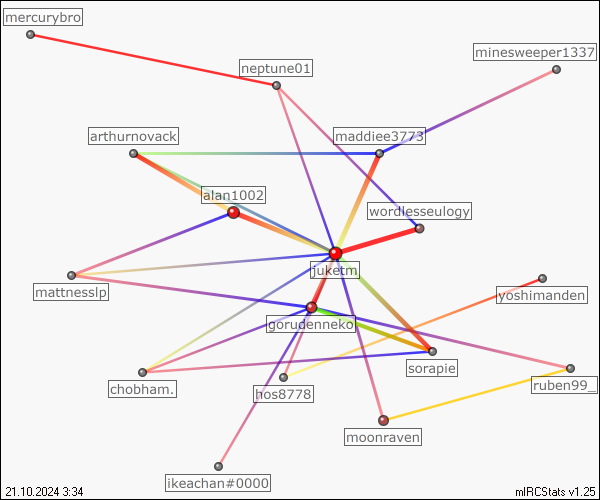 mercurybro
minesweeper1337
neptune01
arthurnovack
maddiee3773
alan1002
wordlesseulogy
juketm
mattnesslp
yoshimanden
gorudenneko
sorapie
chobham.
hos8778
ruben99_
moonraven
ikeachan#0000
21.10.2024 3:34
mIRCStats v1.25